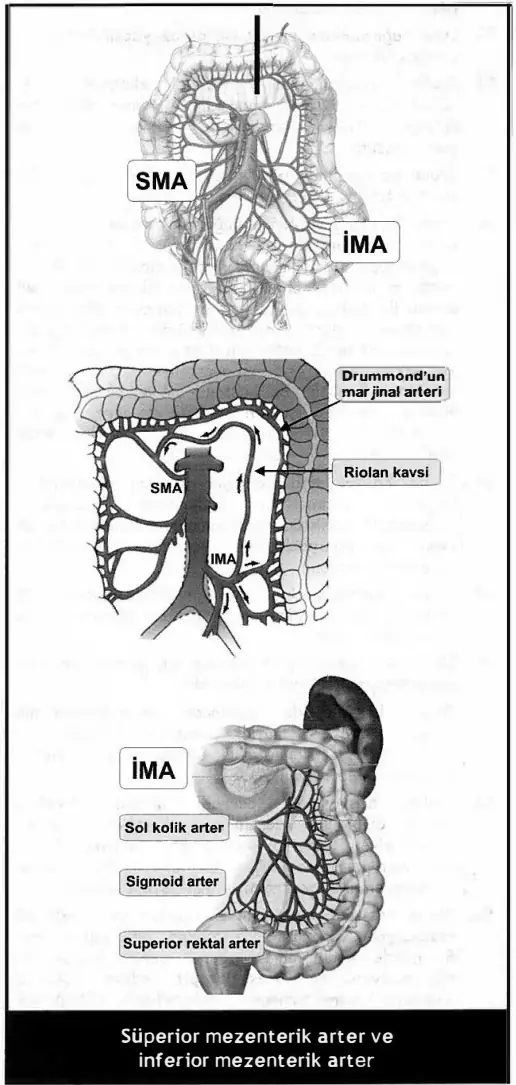 SMA
İMA
Drummond'un
marjinal arteri
Riolan kavsi
SMA
IMA
İMA
Sol kolik arter
Sigmoid arter
Superior rektal arter
Süperior mezenterik arter ve
inferior mezenterik arter